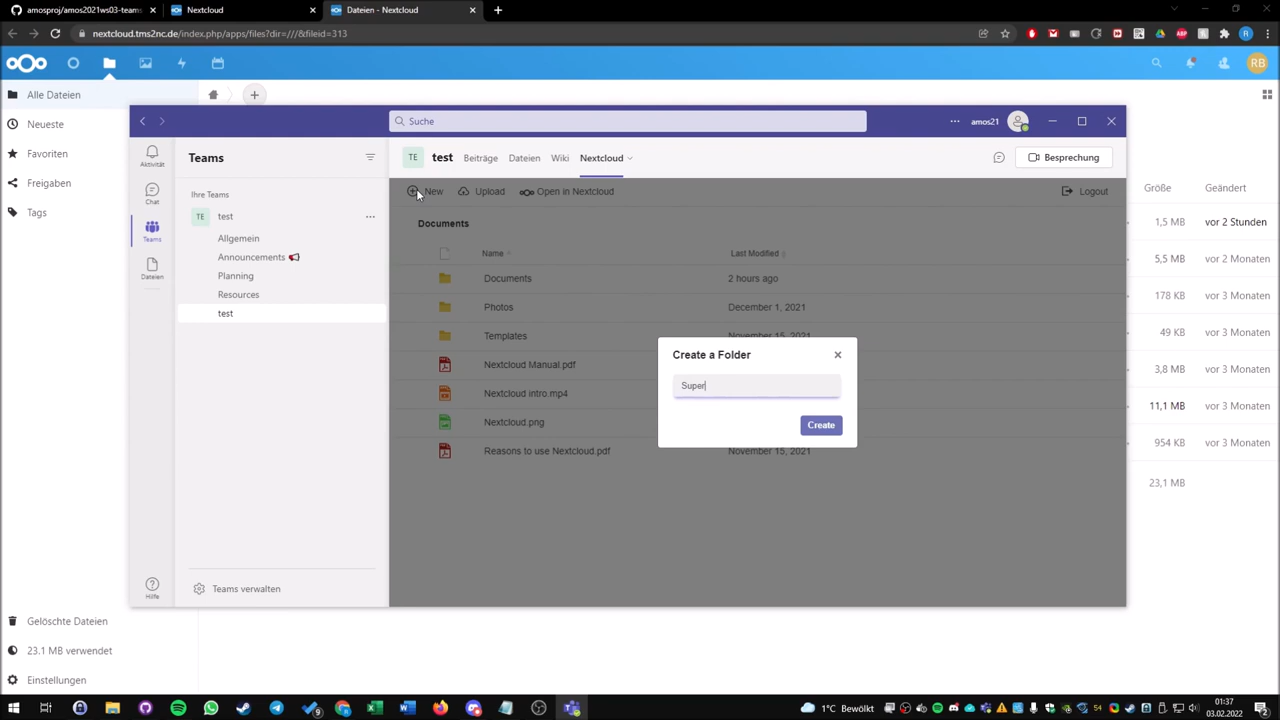 amosproj/amos2021ws03-teams
Nextcloud
Dateien - Nextcloud
nextcloud.tms2nc.de/index.php/apps/files?dir=///&fileid=313
RB
Alle Dateien
Neueste
Favoriten
Freigaben
Tags
Größe
Geändert
1,5 MB vor 2 Stunden
5,5 MB vor 2 Monaten
178 KB vor 3 Monaten
49 KB vor 3 Monaten
3,8 MB vor 3 Monaten
11,1 MB vor 3 Monaten
954 KB vor 3 Monaten
23,1 MB
Suche
amos21
Aktivität
Chat
Teams
Dateien
Hilfe
Teams
Ihre Teams
TE test
Allgemein
Announcements
Planning
Resources
test
Teams verwalten
TE test Beiträge Dateien Wiki Nextcloud
Besprechung
New Upload Open in Nextcloud Logout
Documents
Name Last Modified
Documents 2 hours ago
Photos December 1, 2021
Templates November 15, 2021
Nextcloud Manual.pdf
Nextcloud intro.mp4
Nextcloud.png
Reasons to use Nextcloud.pdf November 15, 2021
Create a Folder
Super
Create
Gelöschte Dateien
23.1 MB verwendet
Einstellungen
1°C Bewölkt
54
01:37
03.02.2022